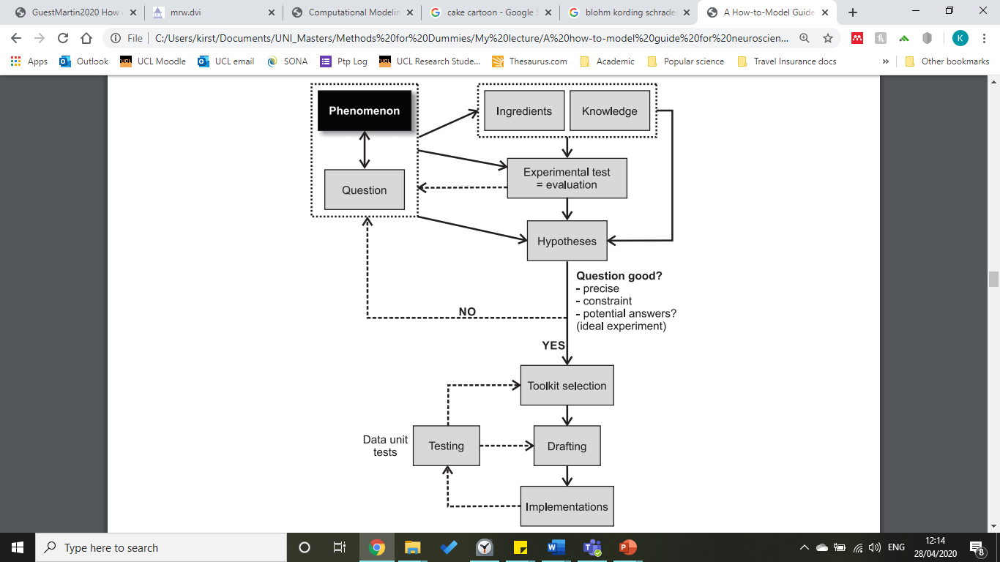 GuestMartin2020 How
mrw.dvi
Computational Modelin
cake cartoon - Google S
blohm kording schrade
A How-to-Model Guide
File
C:/Users/kirst/Documents/UNI_Masters/Methods%20for%20Dummies/My%20lecture/A%20how-to-model%20guide%20for%20neuroscien...
K
Apps
Outlook
UCL Moodle
UCL email
SONA
Ptp Log
UCL Research Stude...
Thesaurus.com
Academic
Popular science
Travel Insurance docs
»
Other bookmarks
Phenomenon
Question
Ingredients
Knowledge
Experimental test
= evaluation
Hypotheses
Question good?
- precise
- constraint
- potential answers?
(ideal experiment)
NO
YES
Toolkit selection
Data unit
tests
Testing
Drafting
Implementations
Type here to search
ENG
12:14
28/04/2020
8